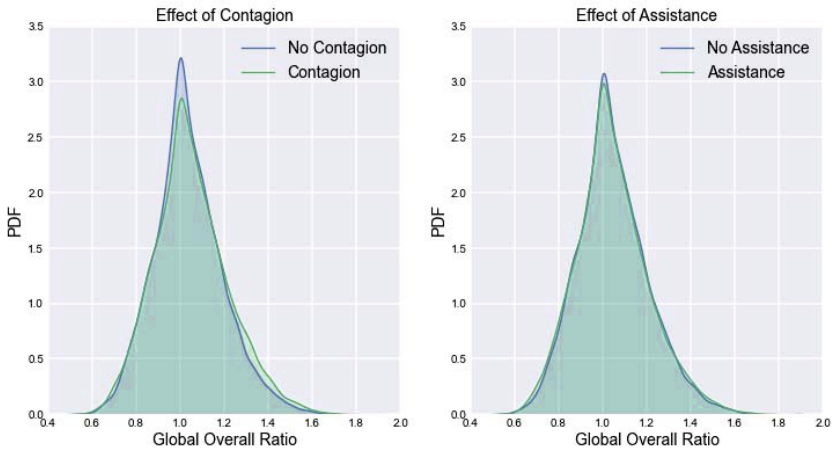 Effect of Contagion
3.5
3.0
2.5
2.0
1.5
1.0
0.5
0.0
PDF
No Contagion
Contagion
0.4 0.6 0.8 1.0 1.2 1.4 1.6 1.8 2.0
Global Overall Ratio
Effect of Assistance
3.5
3.0
2.5
2.0
1.5
1.0
0.5
0.0
PDF
No Assistance
Assistance
0.4 0.6 0.8 1.0 1.2 1.4 1.6 1.8 2.0
Global Overall Ratio